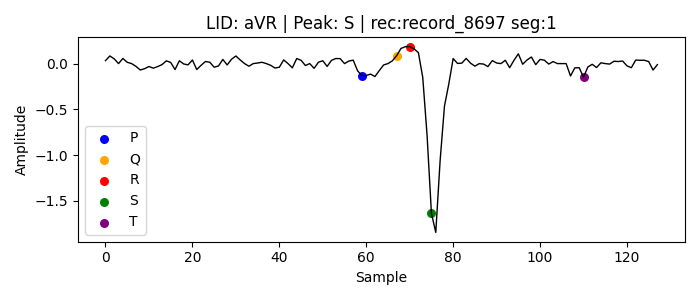 LID: aVR | Peak: S | rec:record_8697 seg:1
Amplitude
0.0
−0.5
−1.0
−1.5
P
Q
R
S
T
0 20 40 60 80 100 120
Sample